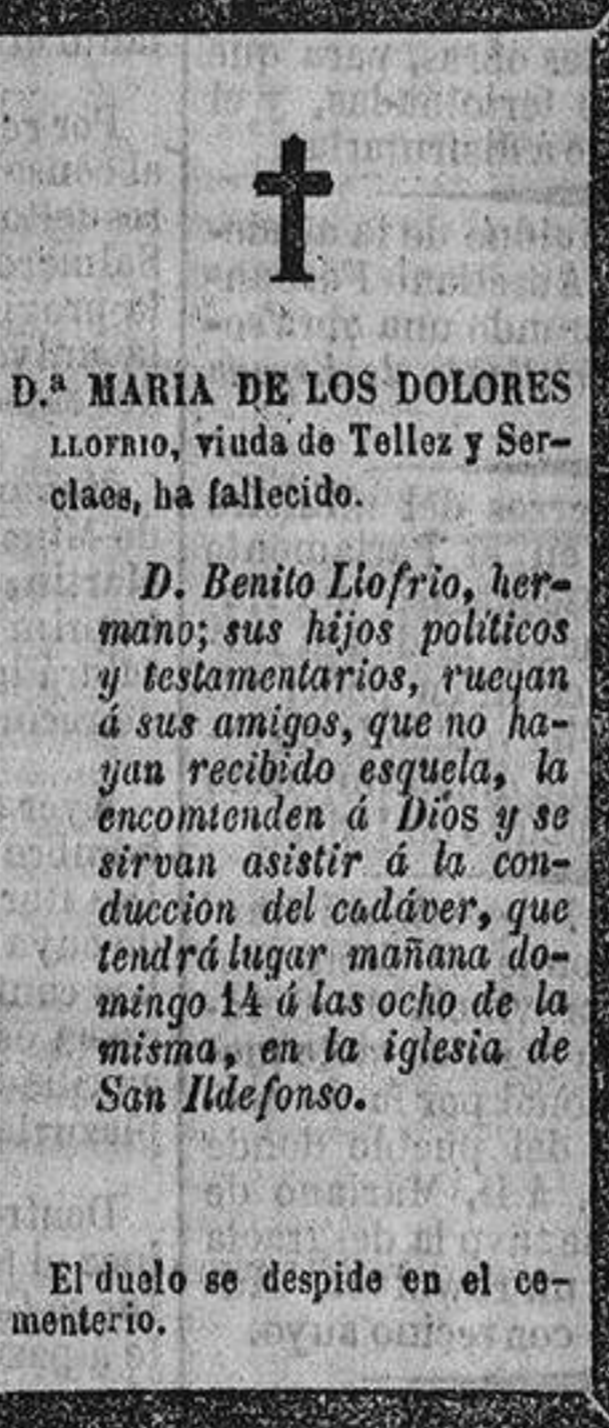 D.ª MARIA DE LOS DOLORES
LLOFRIO, viuda de Tellez y Ser-
claes, ha fallecido.
D. Benito Llofrio, her-
mano; sus hijos políticos
y testamentarios, ruegan
á sus amigos, que no ha-
yan recibido esquela, la
encomienden á Dios y se
sirvan asistir á la con-
duccion del cadáver, que
tendrá lugar mañana do-
mingo 14 á las ocho de la
misma, en la iglesia de
San Ildefonso.
El duelo se despide en el ce-
menterio.